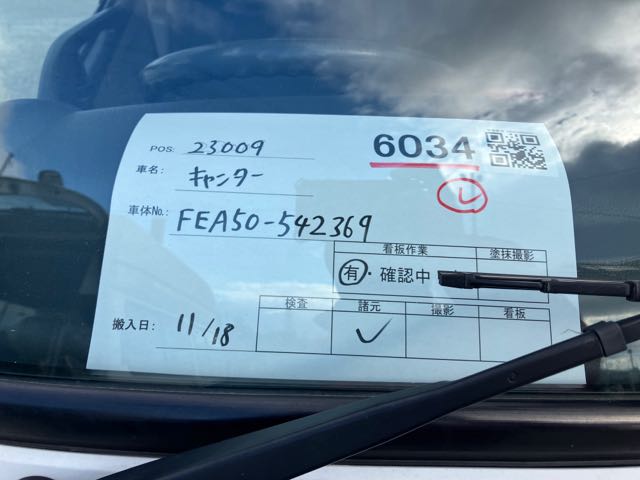 POS: 23009
6034
車名: キャンター
レ
車体No.: FEA50-542369
看板作業 塗抹撮影
有・確認中
検査 諸元 撮影 看板
搬入日: 11/18